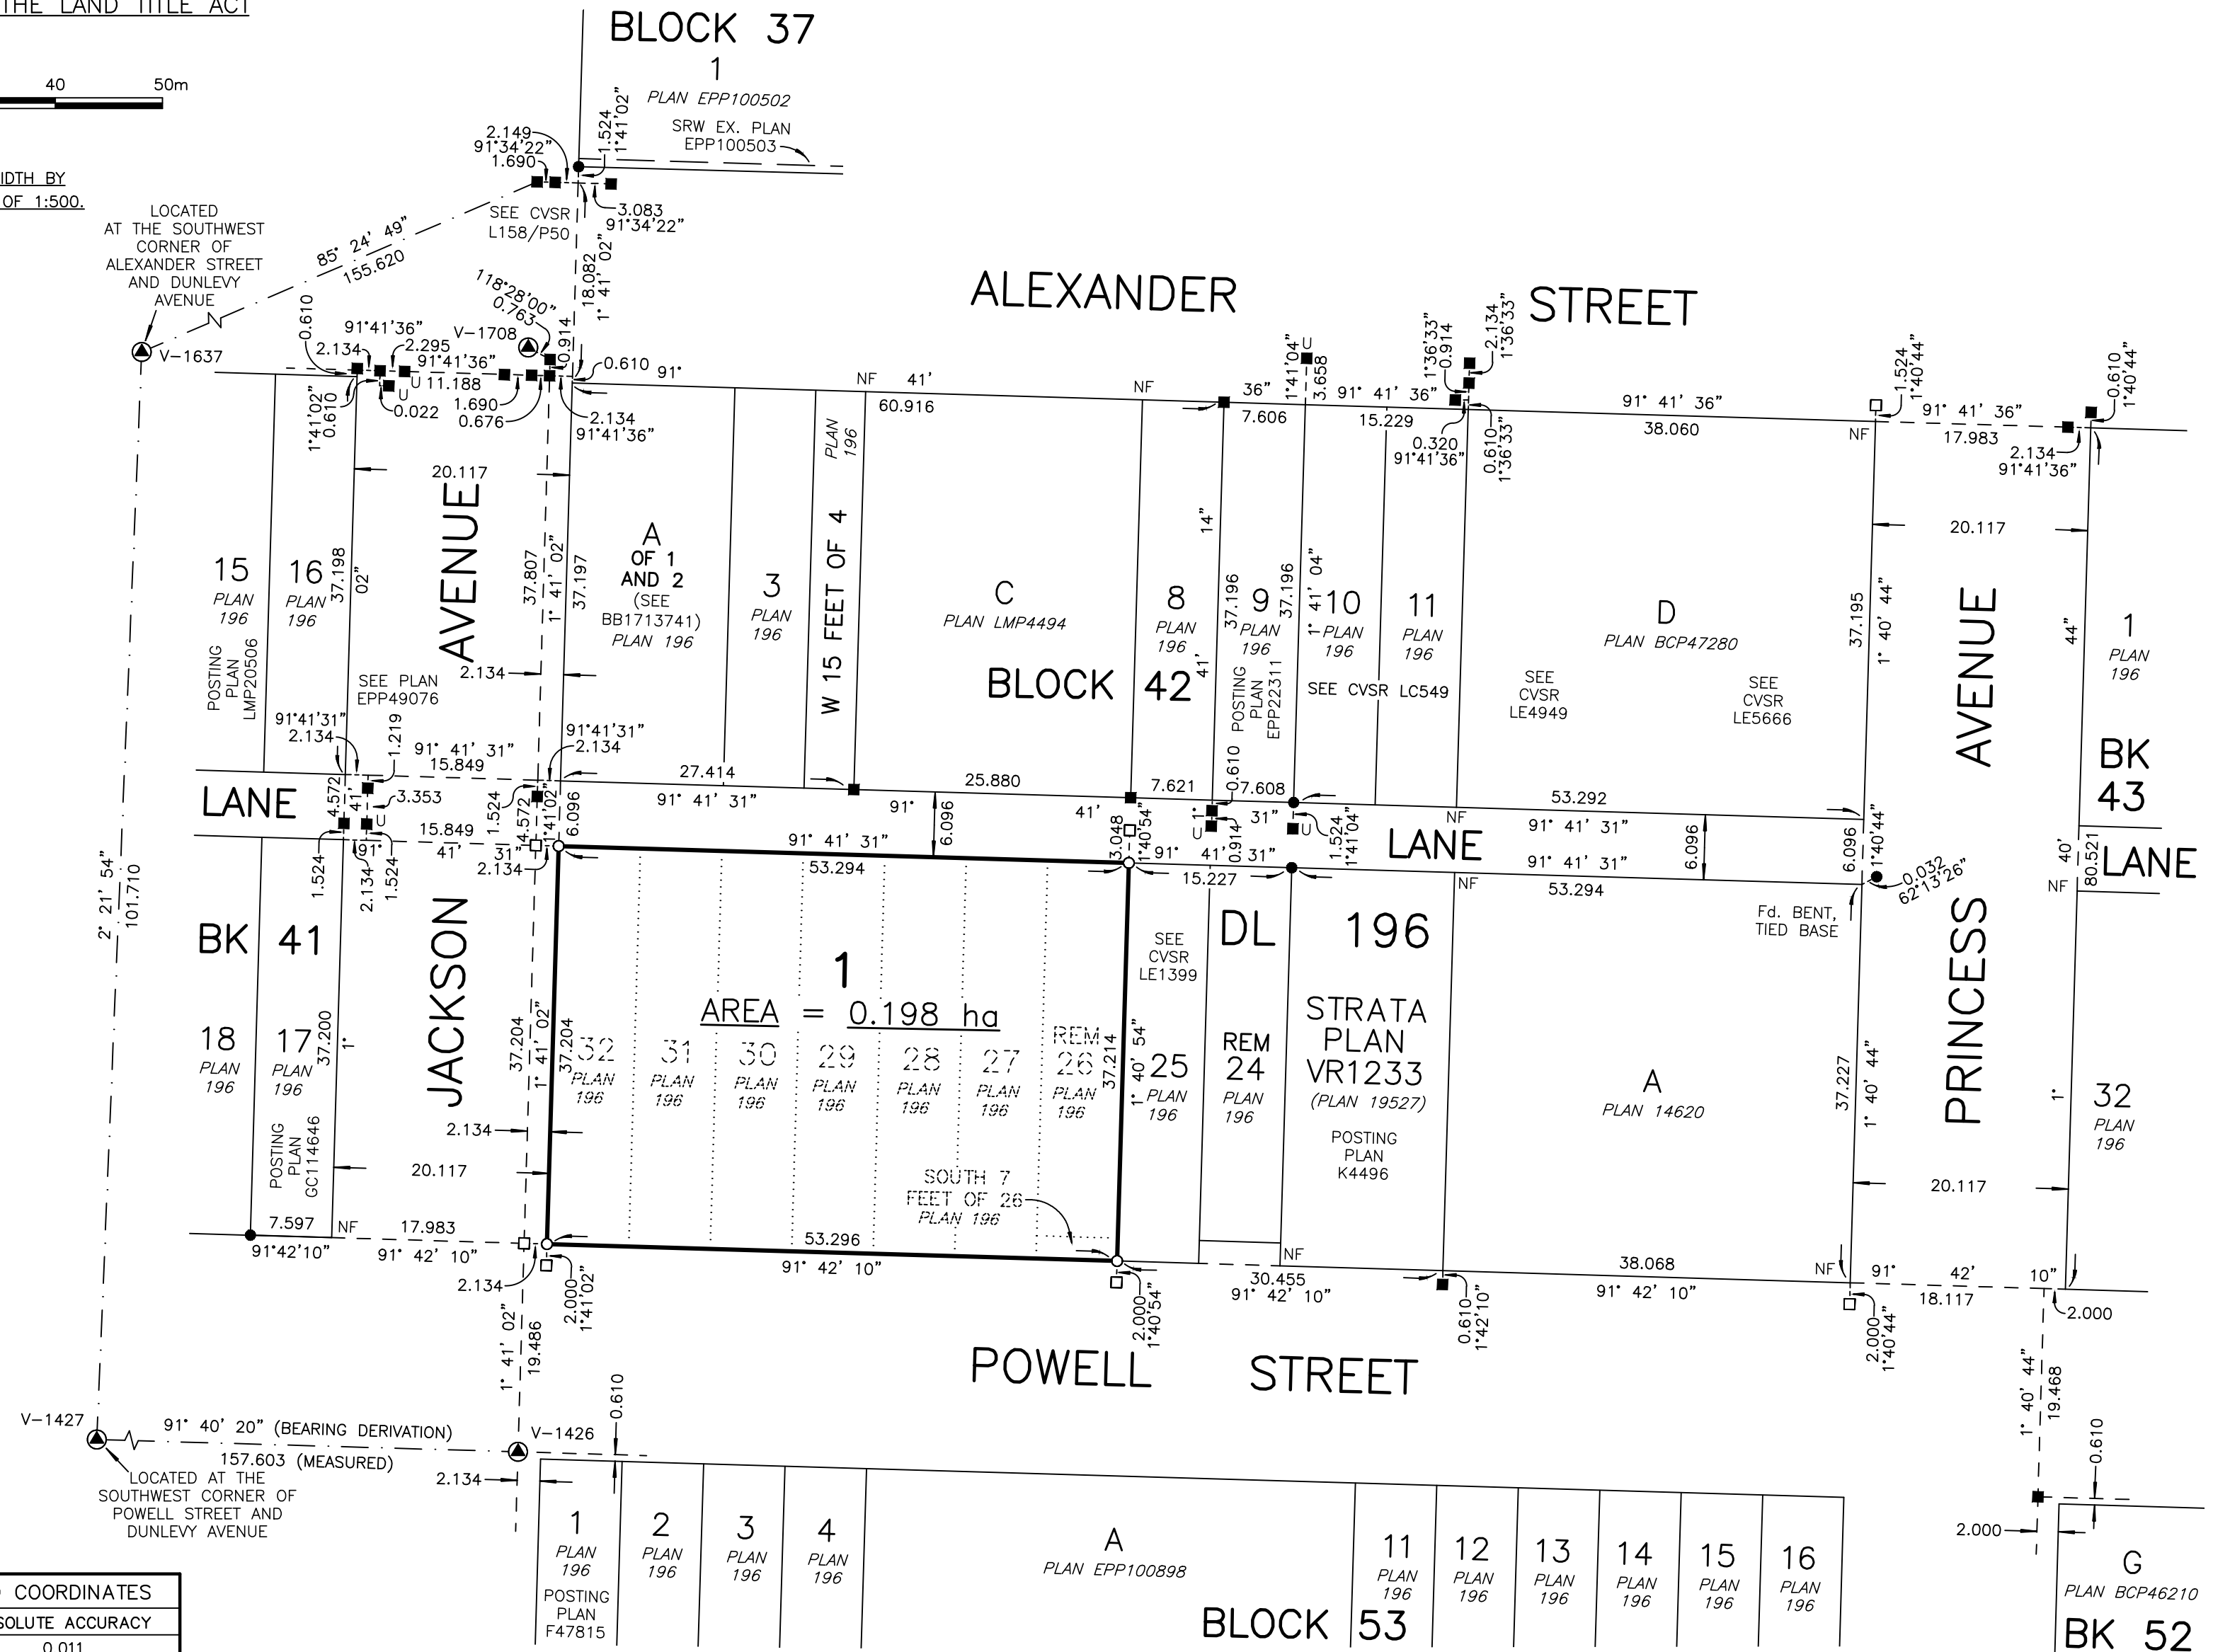 THE LAND TITLE ACT
40 50m
IDTH BY
OF 1:500.
BLOCK 37
1
PLAN EPP100502
SRW EX. PLAN
EPP100503
2.149
91°34'22"
1.690
1.524
1°41'02"
3.083
91°34'22"
SEE CVSR
L158/P50
18.082
1° 41' 02"
85° 24' 49"
155.620
LOCATED
AT THE SOUTHWEST
CORNER OF
ALEXANDER STREET
AND DUNLEVY
AVENUE
V-1637
118°28'00"
0.763
V-1708
0.914
0.610
ALEXANDER STREET
0.610
91°41'36"
2.134
2.295
91°41'36"
U 11.188
U
0.022
1.690
0.676
2.134
91°41'36"
1°41'02"
0.610
91° 41' 36"
NF
60.916
NF
7.606
1°41'04"
3.658
U
91° 41' 36"
15.229
1°36'33"
0.914
2.134
1°36'33"
0.320
91°41'36"
0.610
1°36'33"
91° 41' 36"
38.060
NF
1.524
1°40'44"
91° 41' 36"
17.983
0.610
1°40'44"
2.134
91°41'36"
20.117
20.117
15
PLAN
196
POSTING
PLAN
LMP20506
16
PLAN
196
37.198
02"
AVENUE
SEE PLAN
EPP49076
37.807
1° 41' 02"
37.197
2.134
A
OF 1
AND 2
(SEE
BB1713741)
PLAN 196
3
PLAN
196
PLAN
196
W 15 FEET OF 4
C
PLAN LMP4494
BLOCK 42
8
PLAN
196
14"
41'
37.196
9
PLAN
196
POSTING
PLAN
EPP22311
37.196
1° 41' 04"
10
PLAN
196
11
PLAN
196
SEE CVSR LC549
D
PLAN BCP47280
SEE
CVSR
LE4949
SEE
CVSR
LE5666
37.195
1° 40' 44"
AVENUE
44"
1
PLAN
196
BK
43
91°41'31"
2.134
1.219
91° 41' 31"
15.849
91°41'31"
2.134
27.414
91° 41' 31"
25.880
91° 41' 31"
7.621
0.610
7.608
53.292
91° 41' 31"
NF
LANE
4.572
41'
3.353
U
1.524
4.572
1°41'02"
6.096
6.096
3.048
1°40'54"
1°
U
0.914
U
1.524
1°41'04"
LANE
6.096
6.096
1°40'44"
40'
80.521
LANE
NF
15.849
91° 41' 31"
2.134
1.524
2.134
1.524
91° 41' 31"
53.294
91° 41' 31"
15.227
91° 41' 31"
NF
53.294
0.032
62°13'26"
Fd. BENT,
TIED BASE
2° 21' 54"
101.710
BK 41
18
PLAN
196
17
PLAN
196
POSTING
PLAN
GC114646
37.200
1°
JACKSON
37.204
1° 41' 02"
37.204
2.134
20.117
1
AREA = 0.198 ha
32
PLAN
196
31
PLAN
196
30
PLAN
196
29
PLAN
196
28
PLAN
196
27
PLAN
196
REM
26
PLAN
196
SOUTH 7
FEET OF 26
PLAN 196
37.214
1° 40' 54"
SEE
CVSR
LE1399
25
PLAN
196
DL 196
REM
24
PLAN
196
STRATA
PLAN
VR1233
(PLAN 19527)
POSTING
PLAN
K4496
A
PLAN 14620
37.227
1° 40' 44"
PRINCESS
20.117
1°
32
PLAN
196
7.597
91°42'10"
NF
17.983
91° 42' 10"
2.134
2.000
1°41'02"
53.296
91° 42' 10"
2.000
1°40'54"
NF
30.455
91° 42' 10"
0.610
1°42'10"
38.068
91° 42' 10"
NF
2.000
1°40'44"
91° 42' 10"
18.117
2.000
1° 41' 02"
19.486
POWELL STREET
1° 40' 44"
19.468
0.610
2.000
V-1427
91° 40' 20" (BEARING DERIVATION)
157.603 (MEASURED)
V-1426
0.610
2.134
LOCATED AT THE
SOUTHWEST CORNER OF
POWELL STREET AND
DUNLEVY AVENUE
1
PLAN
196
POSTING
PLAN
F47815
2
PLAN
196
3
PLAN
196
4
PLAN
196
A
PLAN EPP100898
BLOCK 53
11
PLAN
196
12
PLAN
196
13
PLAN
196
14
PLAN
196
15
PLAN
196
16
PLAN
196
G
PLAN BCP46210
BK 52
COORDINATES
SOLUTE ACCURACY
0.011